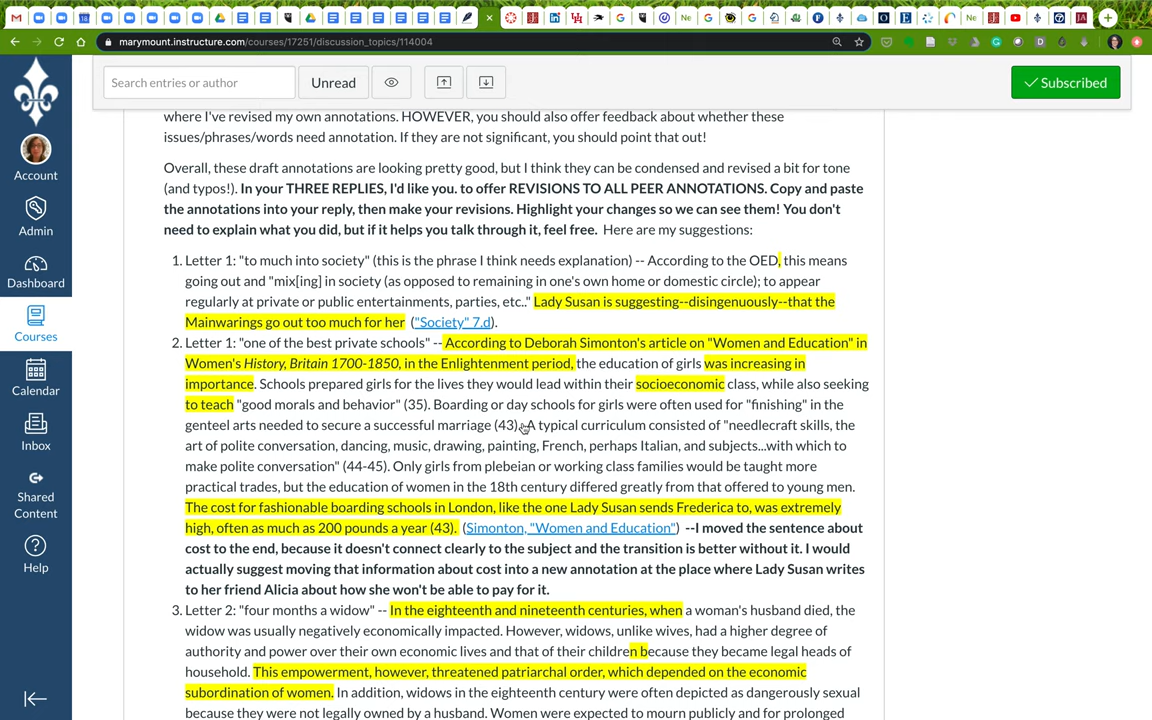 marymount.instructure.com/courses/17251/discussion_topics/114004
Search entries or author
Unread
Subscribed
Account
Admin
Dashboard
Courses
Calendar
Inbox
Shared
Content
Help
where I've revised my own annotations. HOWEVER, you should also offer feedback about whether these
issues/phrases/words need annotation. If they are not significant, you should point that out!
Overall, these draft annotations are looking pretty good, but I think they can be condensed and revised a bit for tone
(and typos!). In your THREE REPLIES, I'd like you. to offer REVISIONS TO ALL PEER ANNOTATIONS. Copy and paste
the annotations into your reply, then make your revisions. Highlight your changes so we can see them! You don't
need to explain what you did, but if it helps you talk through it, feel free. Here are my suggestions:
1. Letter 1: "to much into society" (this is the phrase I think needs explanation) -- According to the OED, this means
going out and "mix[ing] in society (as opposed to remaining in one's own home or domestic circle); to appear
regularly at private or public entertainments, parties, etc.." Lady Susan is suggesting--disingenuously--that the
Mainwarings go out too much for her ("Society" 7.d).
2. Letter 1: "one of the best private schools" -- According to Deborah Simonton's article on "Women and Education" in
Women's History, Britain 1700-1850, in the Enlightenment period, the education of girls was increasing in
importance. Schools prepared girls for the lives they would lead within their socioeconomic class, while also seeking
to teach "good morals and behavior" (35). Boarding or day schools for girls were often used for "finishing" in the
genteel arts needed to secure a successful marriage (43). A typical curriculum consisted of "needlecraft skills, the
art of polite conversation, dancing, music, drawing, painting, French, perhaps Italian, and subjects...with which to
make polite conversation" (44-45). Only girls from plebeian or working class families would be taught more
practical trades, but the education of women in the 18th century differed greatly from that offered to young men.
The cost for fashionable boarding schools in London, like the one Lady Susan sends Frederica to, was extremely
high, often as much as 200 pounds a year (43). (Simonton, "Women and Education") --I moved the sentence about
cost to the end, because it doesn't connect clearly to the subject and the transition is better without it. I would
actually suggest moving that information about cost into a new annotation at the place where Lady Susan writes
to her friend Alicia about how she won't be able to pay for it.
3. Letter 2: "four months a widow" -- In the eighteenth and nineteenth centuries, when a woman's husband died, the
widow was usually negatively economically impacted. However, widows, unlike wives, had a higher degree of
authority and power over their own economic lives and that of their children because they became legal heads of
household. This empowerment, however, threatened patriarchal order, which depended on the economic
subordination of women. In addition, widows in the eighteenth century were often depicted as dangerously sexual
because they were not legally owned by a husband. Women were expected to mourn publicly and for prolonged